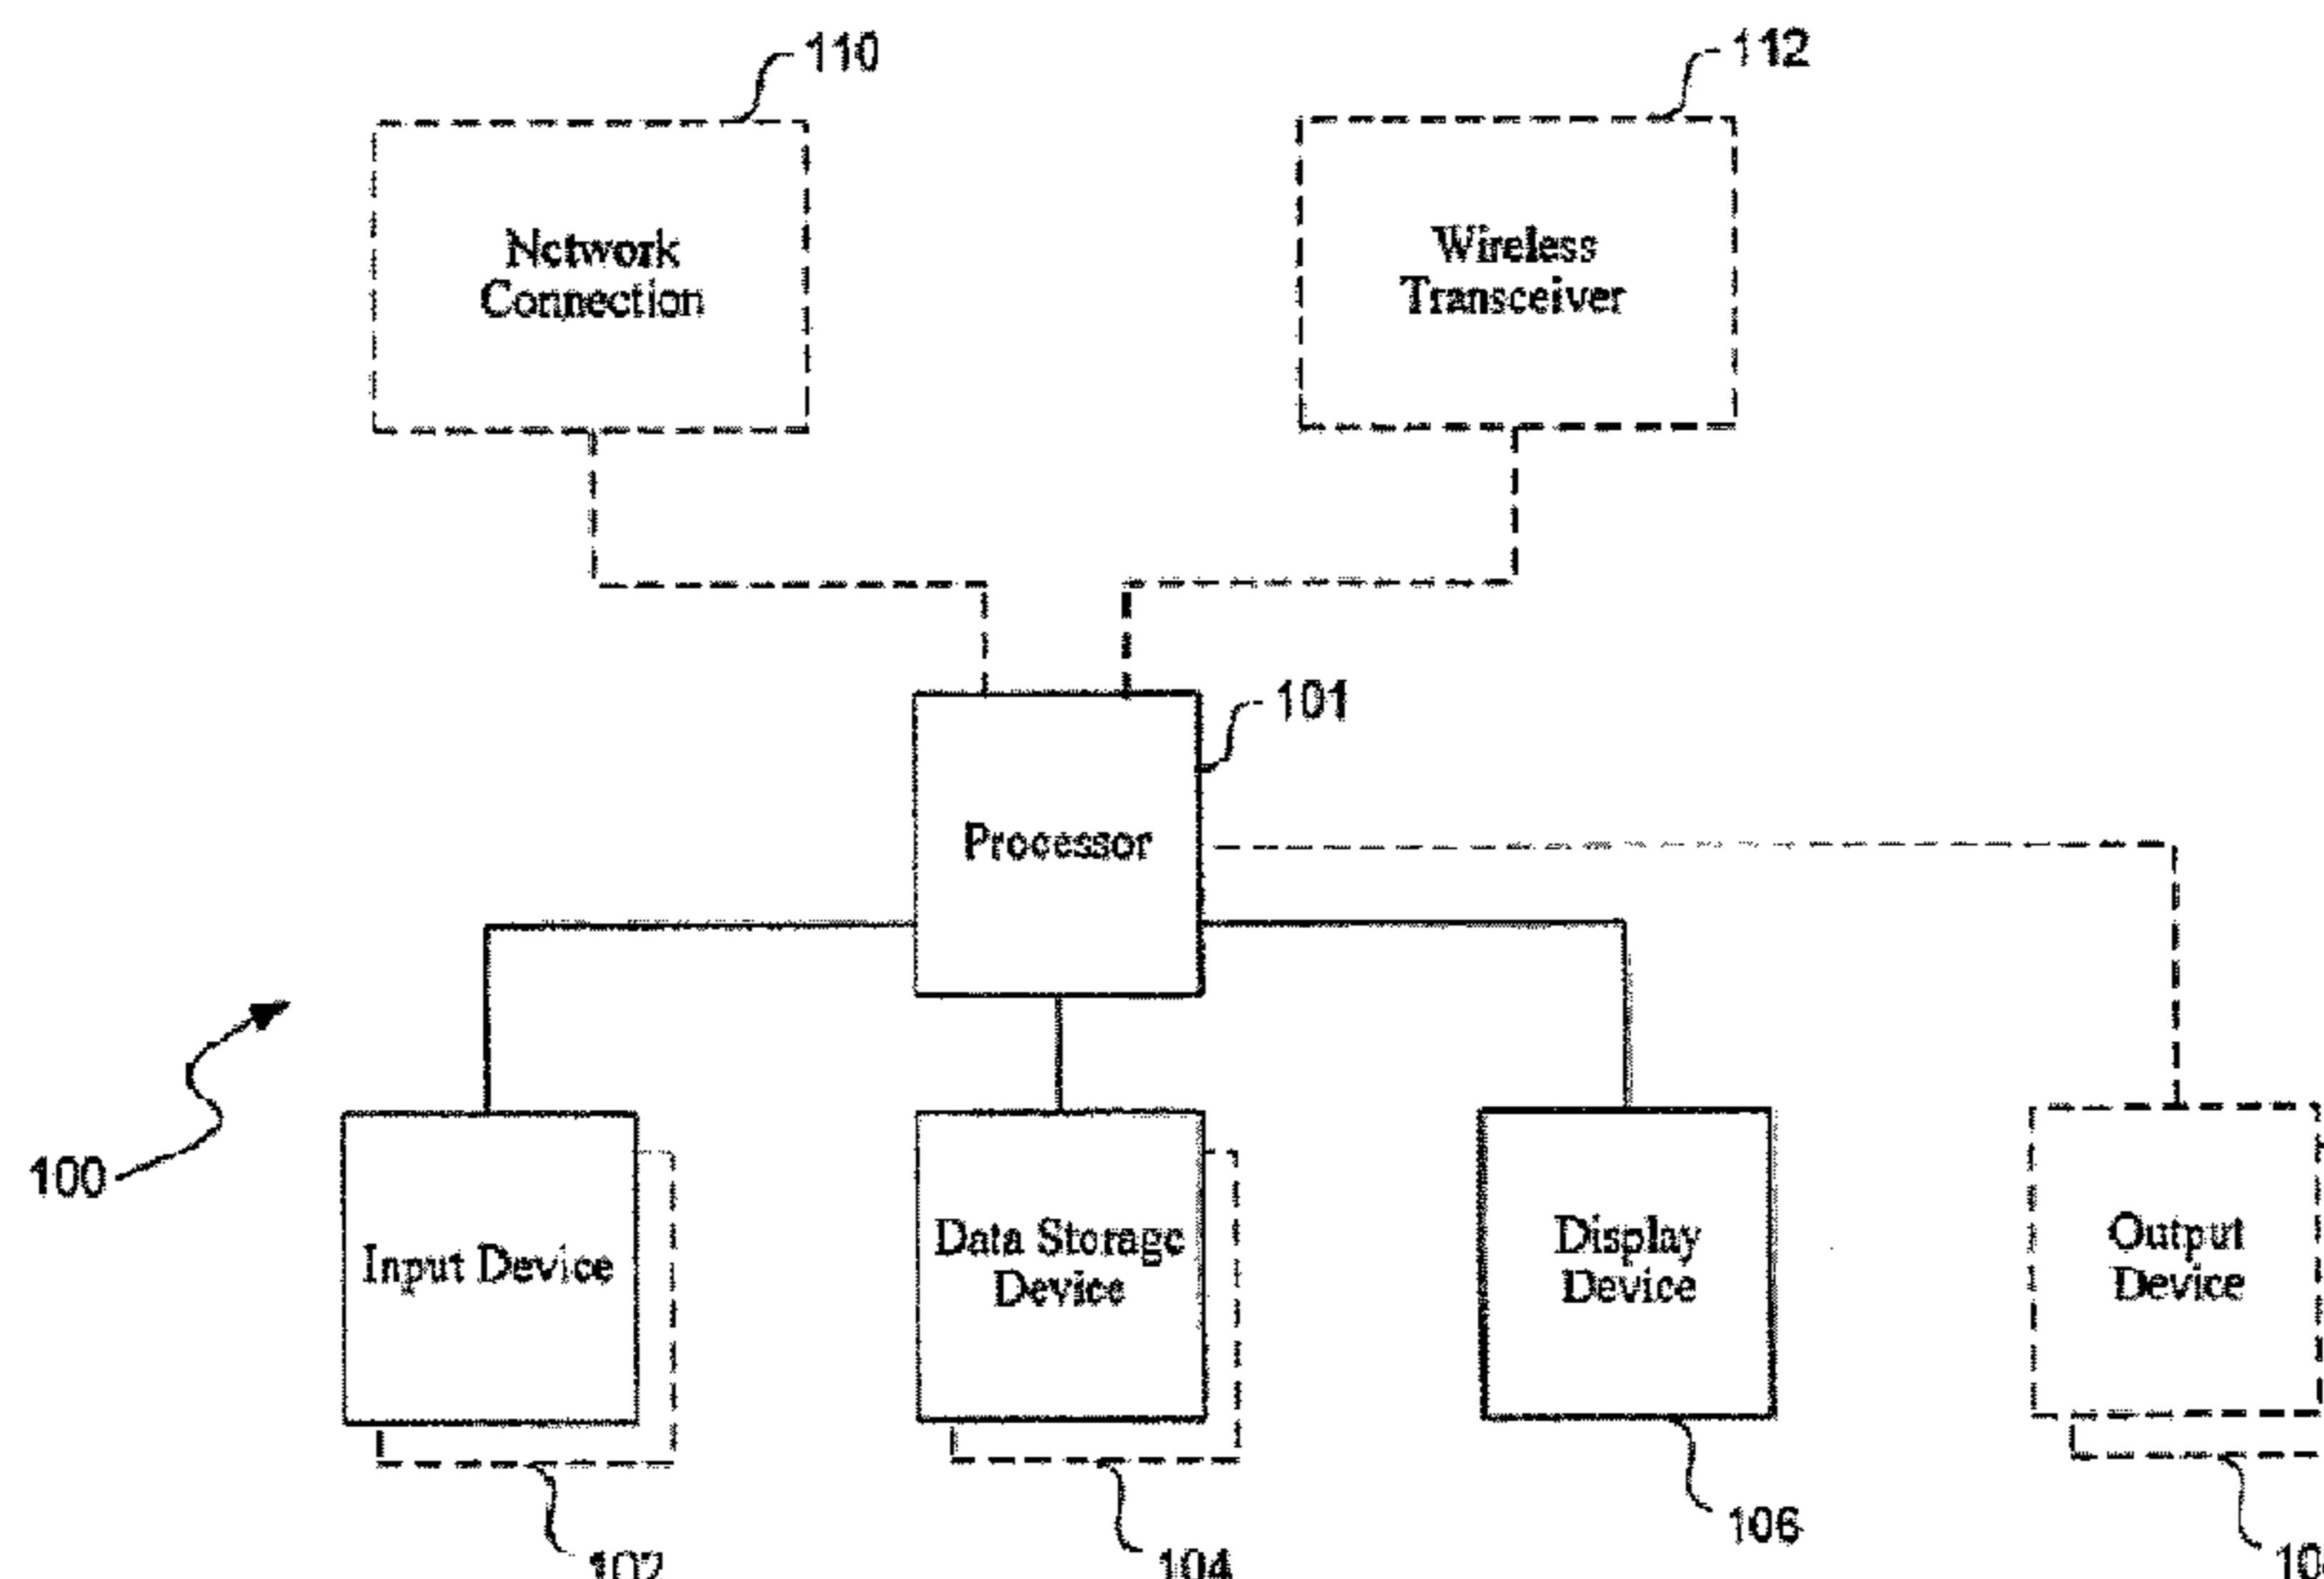 110
112
Network
Connection
Wireless
Transceiver
101
Processor
100
Input Device
Data Storage
Device
Display
Device
Output
Device
106
102
104